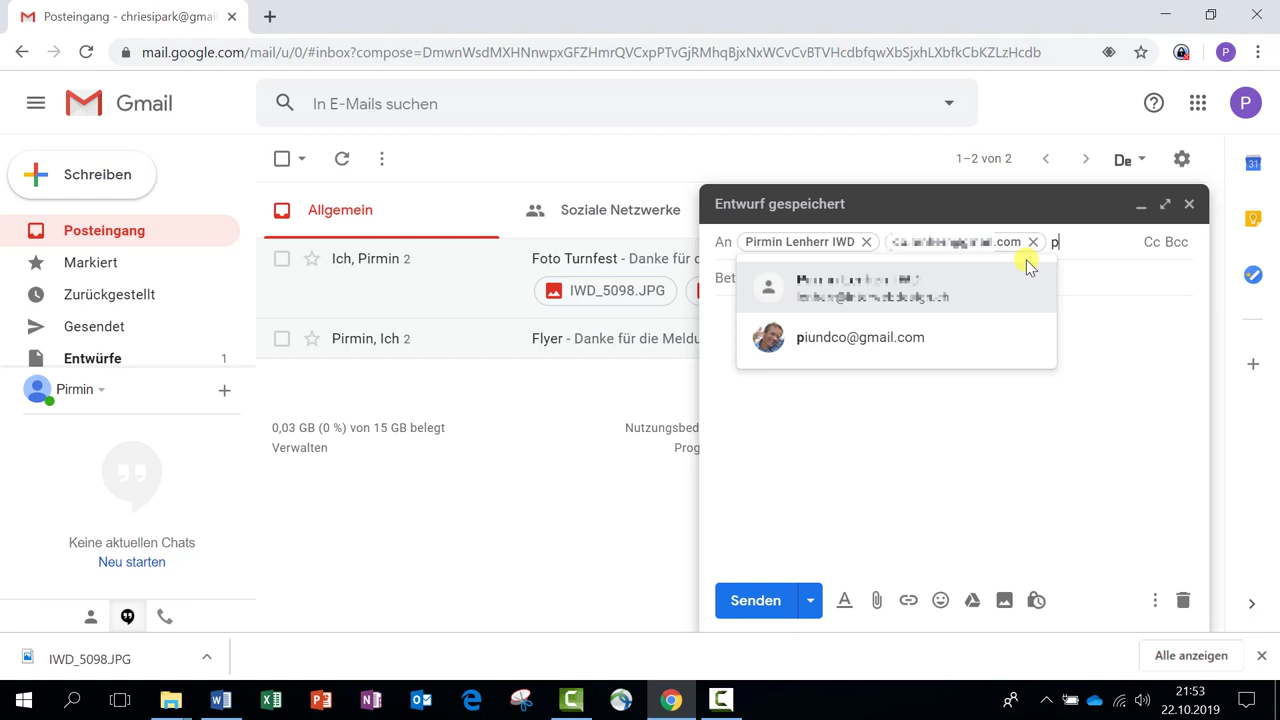 Posteingang - chriesipark@gmai
mail.google.com/mail/u/0/#inbox?compose=DmwnWsdMXHNnwpxGFZHmrQVCxpPTvGjRMhqBjxNxWCvCvBTVHcdbfqwXbSjxhLXbfkCbKZLzHcdb
P
Gmail
In E-Mails suchen
P
Schreiben
1–2 von 2
De
31
Posteingang
Allgemein
Soziale Netzwerke
Markiert
Ich, Pirmin 2
Foto Turnfest - Danke für d
Zurückgestellt
IWD_5098.JPG
Gesendet
Pirmin, Ich 2
Flyer - Danke für die Meldu
Entwürfe
1
Pirmin
0,03 GB (0 %) von 15 GB belegt
Verwalten
Nutzungsbed
Prog
Keine aktuellen Chats
Neu starten
Entwurf gespeichert
An
Pirmin Lenherr IWD
.com
p
Cc Bcc
Bet
piundco@gmail.com
Senden
IWD_5098.JPG
Alle anzeigen
21:53
22.10.2019